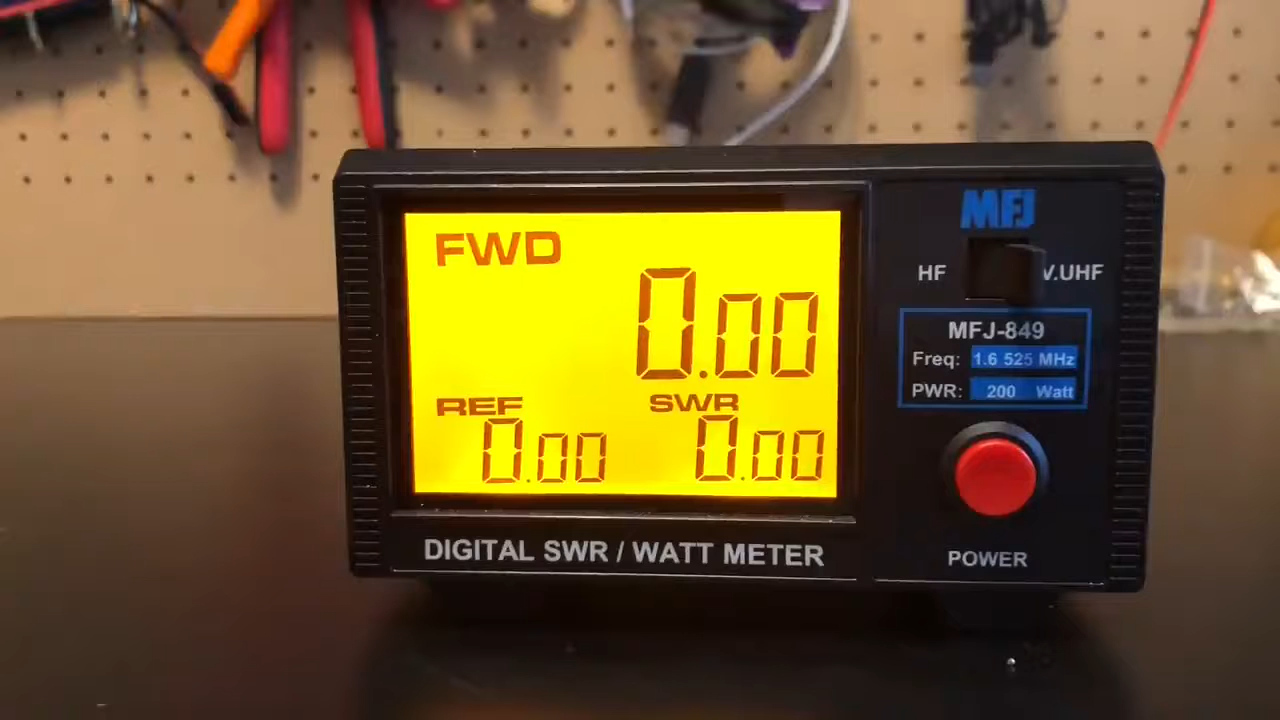 FWD
0.00
REF
0.00
SWR
0.00
DIGITAL SWR / WATT METER
MFJ
HF
V.UHF
MFJ-849
Freq: 1.6 525 MHz
PWR: 200 Watt
POWER